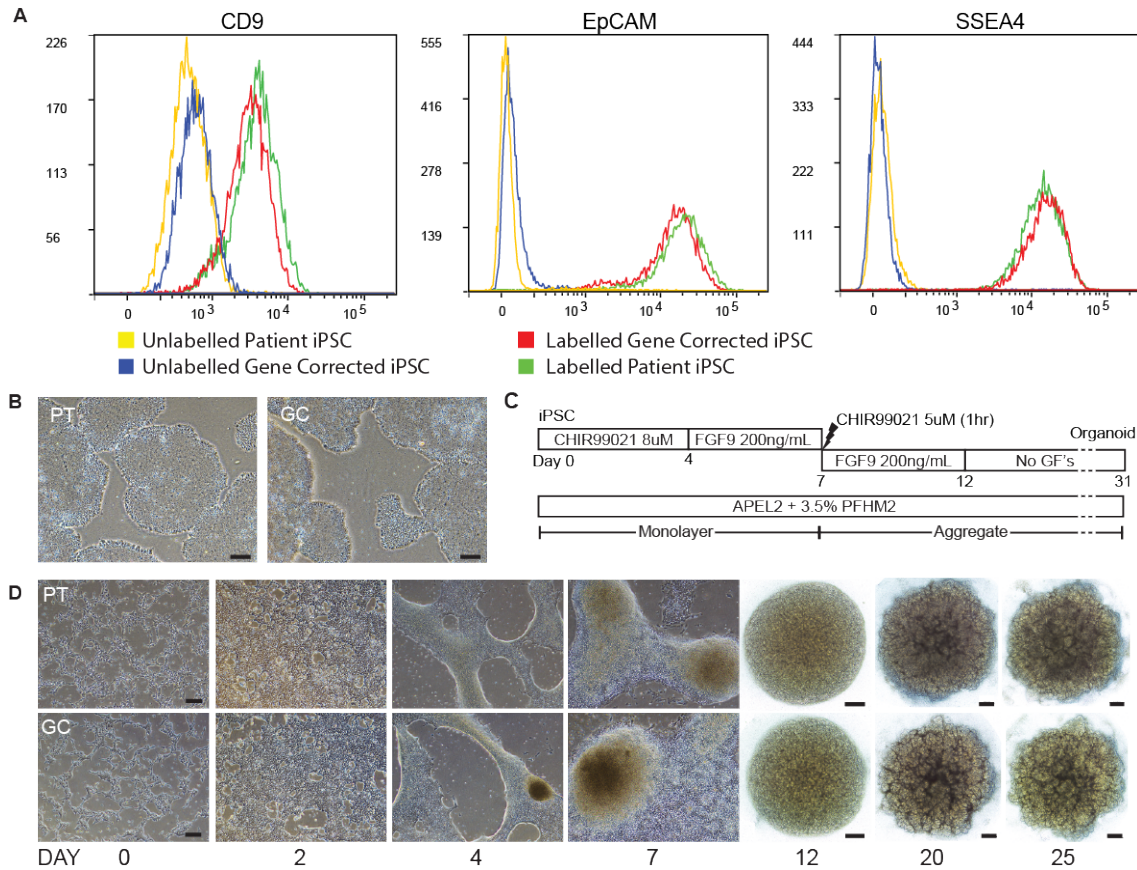 A
CD9
EpCAM
SSEA4
226
170
113
56
0 10³ 10⁴ 10⁵
555
416
278
139
0 10³ 10⁴ 10⁵
444
333
222
111
0 10³ 10⁴ 10⁵
Unlabelled Patient iPSC
Labelled Gene Corrected iPSC
Unlabelled Gene Corrected iPSC
Labelled Patient iPSC
B
PT
GC
C
iPSC
CHIR99021 5uM (1hr)
CHIR99021 8uM
FGF9 200ng/mL
Organoid
Day 0
4
FGF9 200ng/mL
No GF's
7
12
31
APEL2 + 3.5% PFHM2
Monolayer
Aggregate
D
PT
GC
DAY 0 2 4 7 12 20 25